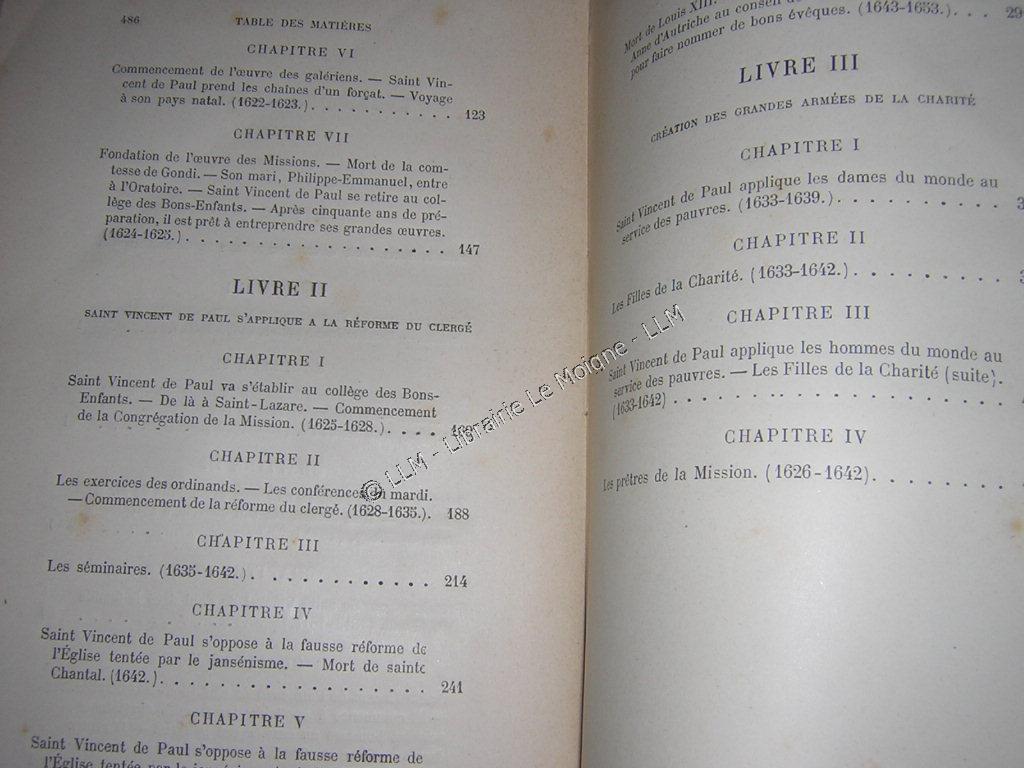 486 TABLE DES MATIÈRES
CHAPITRE VI
Commencement de l'œuvre des galériens. — Saint Vin-
cent de Paul prend les chaînes d'un forçat. — Voyage
à son pays natal. (1622-1623.) . . . . . . . . . . 123
CHAPITRE VII
Fondation de l'œuvre des Missions. — Mort de la com-
tesse de Gondi. — Son mari, Philippe-Emmanuel, entre
à l'Oratoire. — Saint Vincent de Paul se retire au col-
lège des Bons-Enfants. — Après cinquante ans de pré-
paration, il est prêt à entreprendre ses grandes œuvres.
(1624-1625.) . . . . . . . . . . . . . . . . . . 147
LIVRE II
SAINT VINCENT DE PAUL S'APPLIQUE A LA RÉFORME DU CLERGÉ
CHAPITRE I
Saint Vincent de Paul va s'établir au collège des Bons-
Enfants. — De là à Saint-Lazare. — Commencement
de la Congrégation de la Mission. (1625-1628.) . . . .
CHAPITRE II
Les exercices des ordinands. — Les conférences mardi.
— Commencement de la réforme du clergé. (1628-1635.). 188
CHAPITRE III
Les séminaires. (1635-1642.) . . . . . . . . . . . . 214
CHAPITRE IV
Saint Vincent de Paul s'oppose à la fausse réforme de
l'Église tentée par le jansénisme. — Mort de sainte
Chantal. (1642.) . . . . . . . . . . . . . . . . . 241
CHAPITRE V
Saint Vincent de Paul s'oppose à la fausse réforme de
l'Église tentée par le
Mort de Louis XIII.
Anne d'Autriche au conseil
pour faire nommer de bons évêques. (1643-1653.) . . . 29
LIVRE III
CRÉATION DES GRANDES ARMÉES DE LA CHARITÉ
CHAPITRE I
Saint Vincent de Paul applique les dames du monde au
service des pauvres. (1633-1639.) . . . . . . . . . . 3
CHAPITRE II
Les Filles de la Charité. (1633-1642.) . . . . . . . . . 3
CHAPITRE III
Saint Vincent de Paul applique les hommes du monde au
service des pauvres. — Les Filles de la Charité (suite).
(1633-1642) . . . . . . . . . . . . . . . . . .
CHAPITRE IV
Les prêtres de la Mission. (1626-1642). . . . . . . . .
© LLM - Librairie Le Moigne - LLM